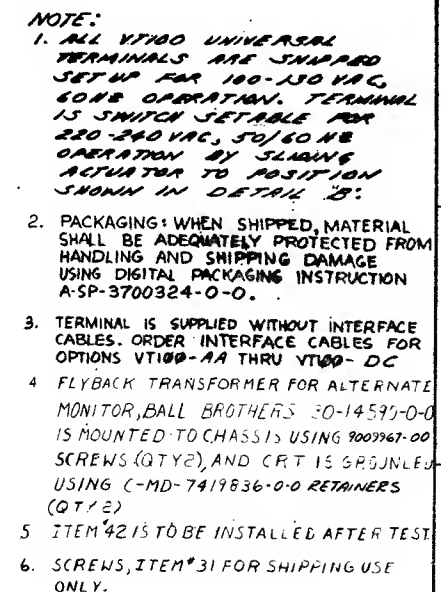 NOTE:
1. ALL VT100 UNIVERSAL
TERMINALS ARE SHIPPED
SET UP FOR 100-130 VAC,
60HZ OPERATION. TERMINAL
IS SWITCH SETABLE FOR
220-240 VAC, 50/60 HZ
OPERATION BY SLIDING
ACTUATOR TO POSITION
SHOWN IN DETAIL 'B'.
2. PACKAGING: WHEN SHIPPED, MATERIAL
SHALL BE ADEQUATELY PROTECTED FROM
HANDLING AND SHIPPING DAMAGE
USING DIGITAL PACKAGING INSTRUCTION
A-SP-3700324-0-0.
3. TERMINAL IS SUPPLIED WITHOUT INTERFACE
CABLES. ORDER INTERFACE CABLES FOR
OPTIONS VT100-AA THRU VT100-DC
4 FLYBACK TRANSFORMER FOR ALTERNATE
MONITOR, BALL BROTHERS 30-14590-0-0
IS MOUNTED TO CHASSIS USING 9009967-00
SCREWS (QTY2), AND CRT IS GROUNDED
USING C-MD-7419836-0-0 RETAINERS
(QTY 2)
5 ITEM #42 IS TO BE INSTALLED AFTER TEST
6. SCREWS, ITEM #31 FOR SHIPPING USE
ONLY.